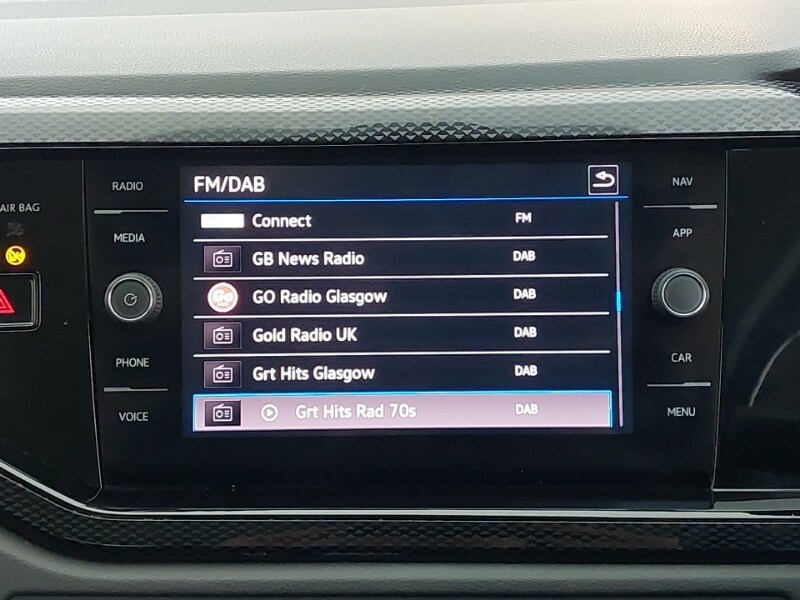 FM/DAB
RADIO
MEDIA
PHONE
VOICE
AIR BAG
Connect FM
GB News Radio DAB
Go GO Radio Glasgow DAB
Gold Radio UK DAB
Grt Hits Glasgow DAB
Grt Hits Rad 70s DAB
NAV
APP
CAR
MENU